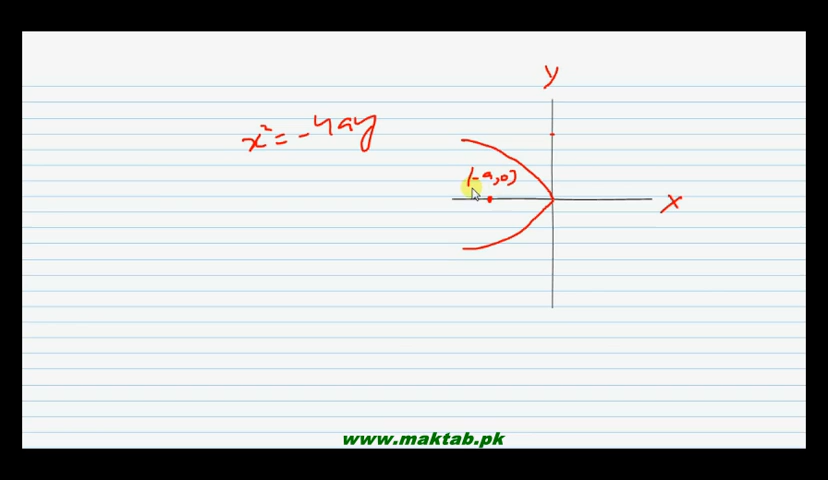 y
x² = -4ay
(-a,0)
x
www.maktab.pk